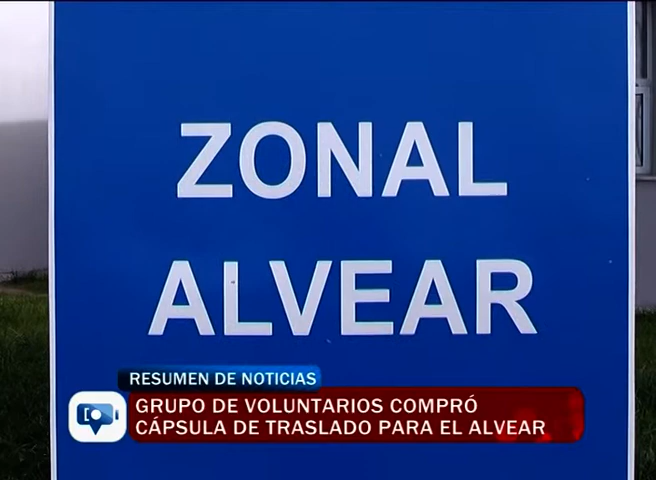 ZONAL
ALVEAR
RESUMEN DE NOTICIAS
GRUPO DE VOLUNTARIOS COMPRÓ
CÁPSULA DE TRASLADO PARA EL ALVEAR